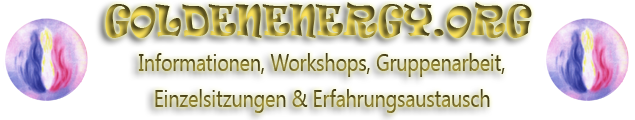 GOLDENENERGY.ORG
Informationen, Workshops, Gruppenarbeit,
Einzelsitzungen & Erfahrungsaustausch